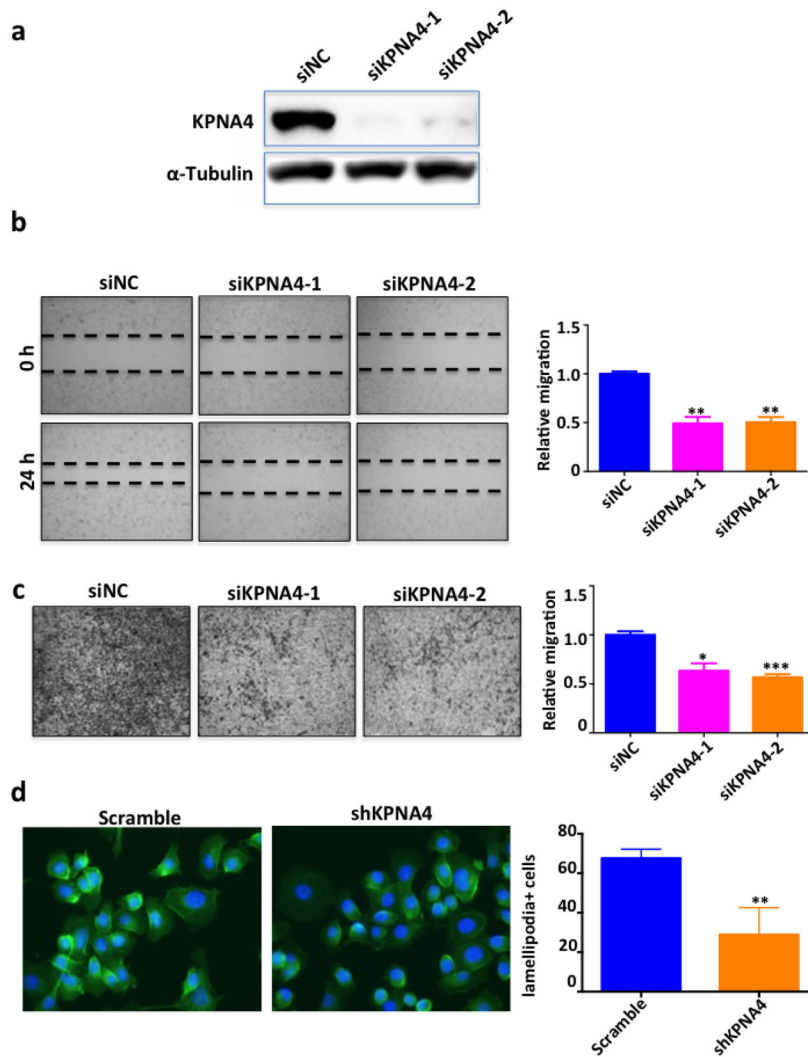 a
siNC siKPNA4-1 siKPNA4-2
KPNA4
α-Tubulin
b
siNC siKPNA4-1 siKPNA4-2
0 h
24 h
Relative migration
1.5
1.0
0.5
0
** **
siNC siKPNA4-1 siKPNA4-2
c
siNC siKPNA4-1 siKPNA4-2
Relative migration
1.5
1.0
0.5
0
* ***
siNC siKPNA4-1 siKPNA4-2
d
Scramble shKPNA4
lamellipodia+ cells
80
60
40
20
0
**
Scramble shKPNA4